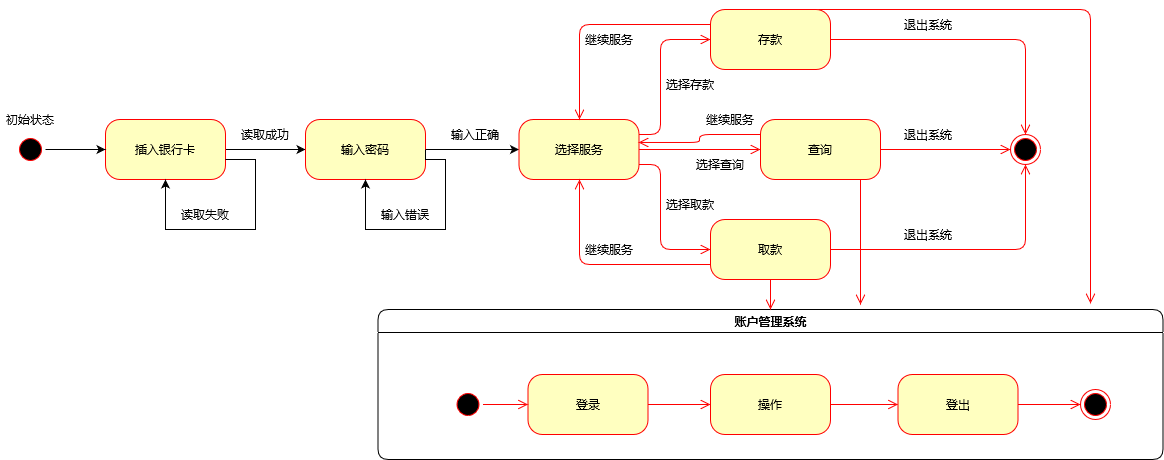 初始状态
插入银行卡
读取成功
读取失败
输入密码
输入正确
输入错误
选择服务
继续服务
选择存款
存款
退出系统
继续服务
选择查询
查询
退出系统
选择取款
继续服务
取款
退出系统
账户管理系统
登录
操作
登出